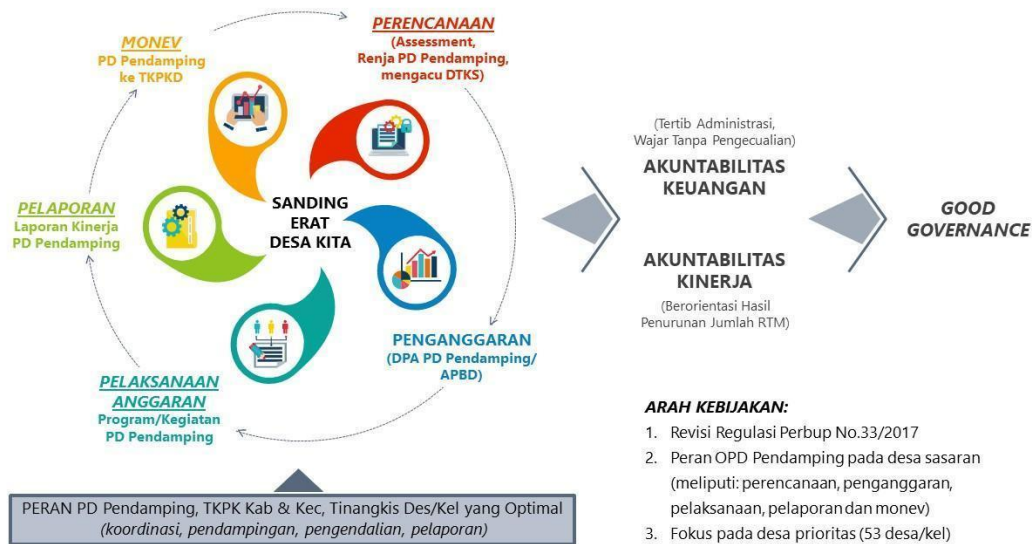 MONEV
PD Pendamping
ke TKPKD
PERENCANAAN
(Assessment,
Renja PD Pendamping,
mengacu DTKS)
PELAPORAN
Laporan Kinerja
PD Pendamping
SANDING
ERAT
DESA KITA
PENGANGGARAN
(DPA PD Pendamping/
APBD)
PELAKSANAAN
ANGGARAN
Program/Kegiatan
PD Pendamping
PERAN PD Pendamping, TKPK Kab & Kec, Tinangkis Des/Kel yang Optimal
(koordinasi, pendampingan, pengendalian, pelaporan)
(Tertib Administrasi,
Wajar Tanpa Pengecualian)
AKUNTABILITAS
KEUANGAN
AKUNTABILITAS
KINERJA
(Berorientasi Hasil
Penurunan Jumlah RTM)
GOOD
GOVERNANCE
ARAH KEBIJAKAN:
1. Revisi Regulasi Perbup No.33/2017
2. Peran OPD Pendamping pada desa sasaran
(meliputi: perencanaan, penganggaran,
pelaksanaan, pelaporan dan monev)
3. Fokus pada desa prioritas (53 desa/kel)